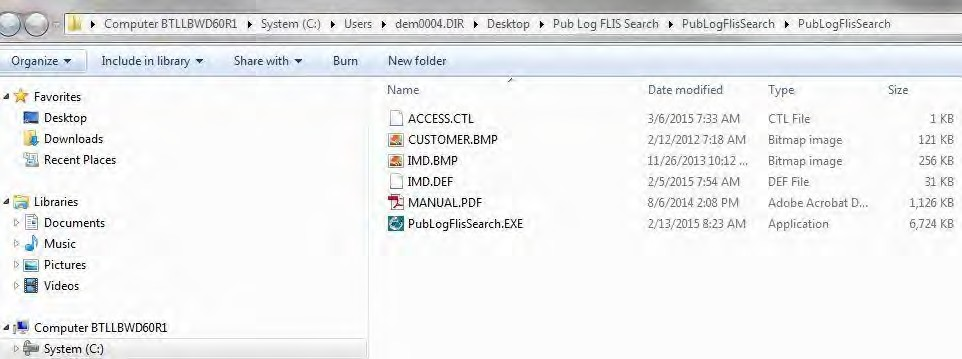 Computer BTLLBWD60R1 System (C:) Users dem0004.DIR Desktop Pub Log FLIS Search PubLogFlisSearch PubLogFlisSearch
Organize Include in library Share with Burn New folder
Favorites
Desktop
Downloads
Recent Places
Libraries
Documents
Music
Pictures
Videos
Computer BTLLBWD60R1
System (C:)
Name Date modified Type Size
ACCESS.CTL 3/6/2015 7:33 AM CTL File 1 KB
CUSTOMER.BMP 2/12/2012 7:18 AM Bitmap image 121 KB
IMD.BMP 11/26/2013 10:12 ... Bitmap image 256 KB
IMD.DEF 2/5/2015 7:54 AM DEF File 31 KB
MANUAL.PDF 8/6/2014 2:08 PM Adobe Acrobat D... 1,126 KB
PubLogFlisSearch.EXE 2/13/2015 8:23 AM Application 6,724 KB